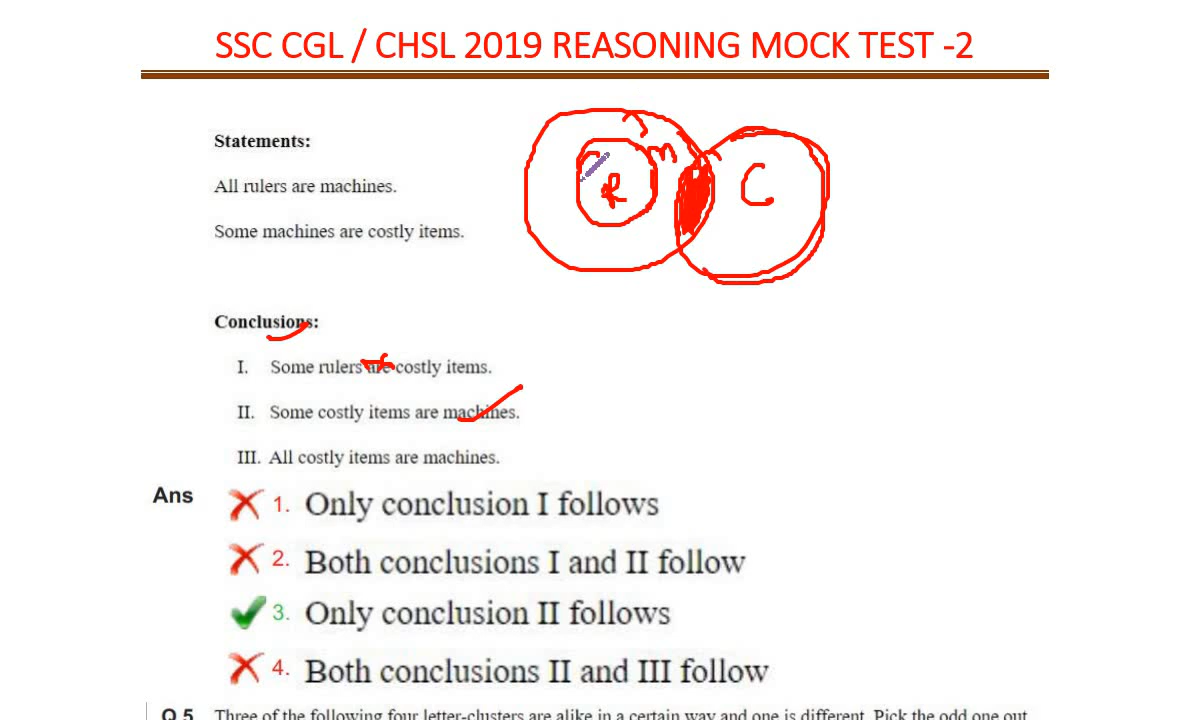 SSC CGL / CHSL 2019 REASONING MOCK TEST -2
Statements:
All rulers are machines.
Some machines are costly items.
m
R
C
Conclusions:
I. Some rulers are costly items.
II. Some costly items are machines.
III. All costly items are machines.
Ans
1. Only conclusion I follows
2. Both conclusions I and II follow
3. Only conclusion II follows
4. Both conclusions II and III follow
Q.5 Three of the following four letter-clusters are alike in a certain way and one is different. Pick the odd one out.